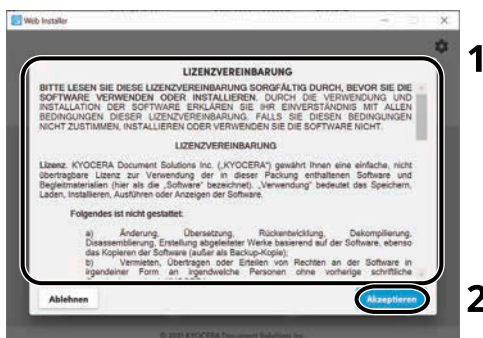 Web Installer
1
LIZENZVEREINBARUNG
BITTE LESEN SIE DIESE LIZENZVEREINBARUNG SORGFÄLTIG DURCH, BEVOR SIE DIE
SOFTWARE VERWENDEN ODER INSTALLIEREN. DURCH DIE VERWENDUNG UND
INSTALLATION DER SOFTWARE ERKLÄREN SIE IHR EINVERSTÄNDNIS MIT ALLEN
BEDINGUNGEN DIESER LIZENZVEREINBARUNG. FALLS SIE DIESEN BEDINGUNGEN
NICHT ZUSTIMMEN, INSTALLIEREN ODER VERWENDEN SIE DIE SOFTWARE NICHT.
LIZENZVEREINBARUNG
Lizenz. KYOCERA Document Solutions Inc. („KYOCERA") gewährt Ihnen eine einfache, nicht
übertragbare Lizenz zur Verwendung der in dieser Packung enthaltenen Software und
Begleitmaterialien (hier als die „Software" bezeichnet). „Verwendung" bedeutet das Speichern,
Laden, Installieren, Ausführen oder Anzeigen der Software.
Folgendes ist nicht gestattet:
a) Änderung, Übersetzung, Rückentwicklung, Dekompilierung,
Disassemblierung, Erstellung abgeleiteter Werke basierend auf der Software, ebenso
das Kopieren der Software (außer als Backup-Kopie);
b) Vermieten, Übertragen oder Erteilen von Rechten an der Software in
irgendeiner Form an irgendwelche Personen ohne vorherige schriftliche
Ablehnen
Akzeptieren
2
© 2021 KYOCERA Document Solutions Inc.